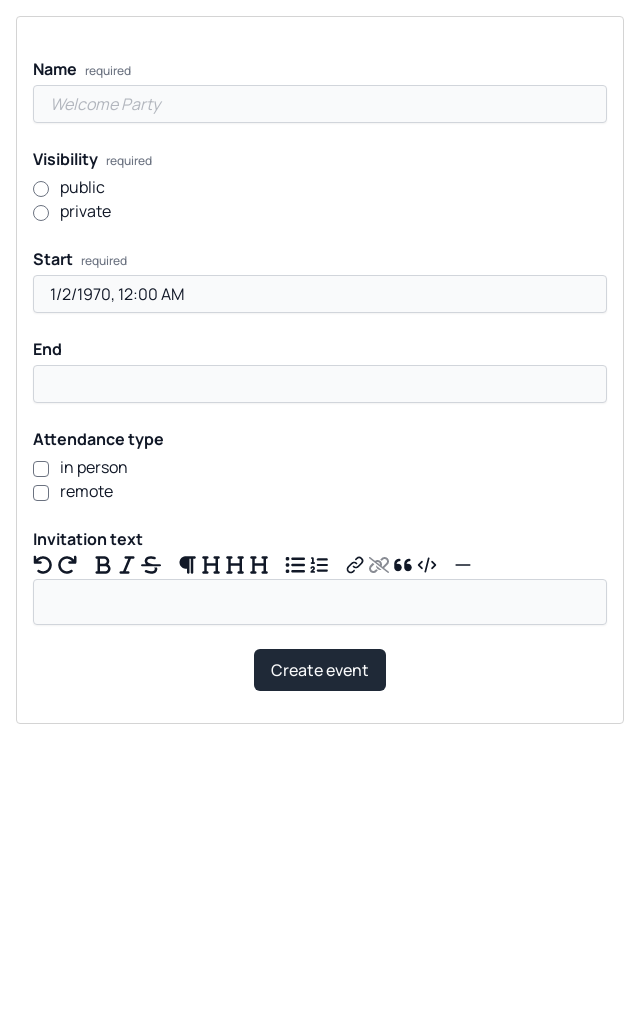 Name required
Welcome Party
Visibility required
public
private
Start required
1/2/1970, 12:00 AM
End
Attendance type
in person
remote
Invitation text
Create event